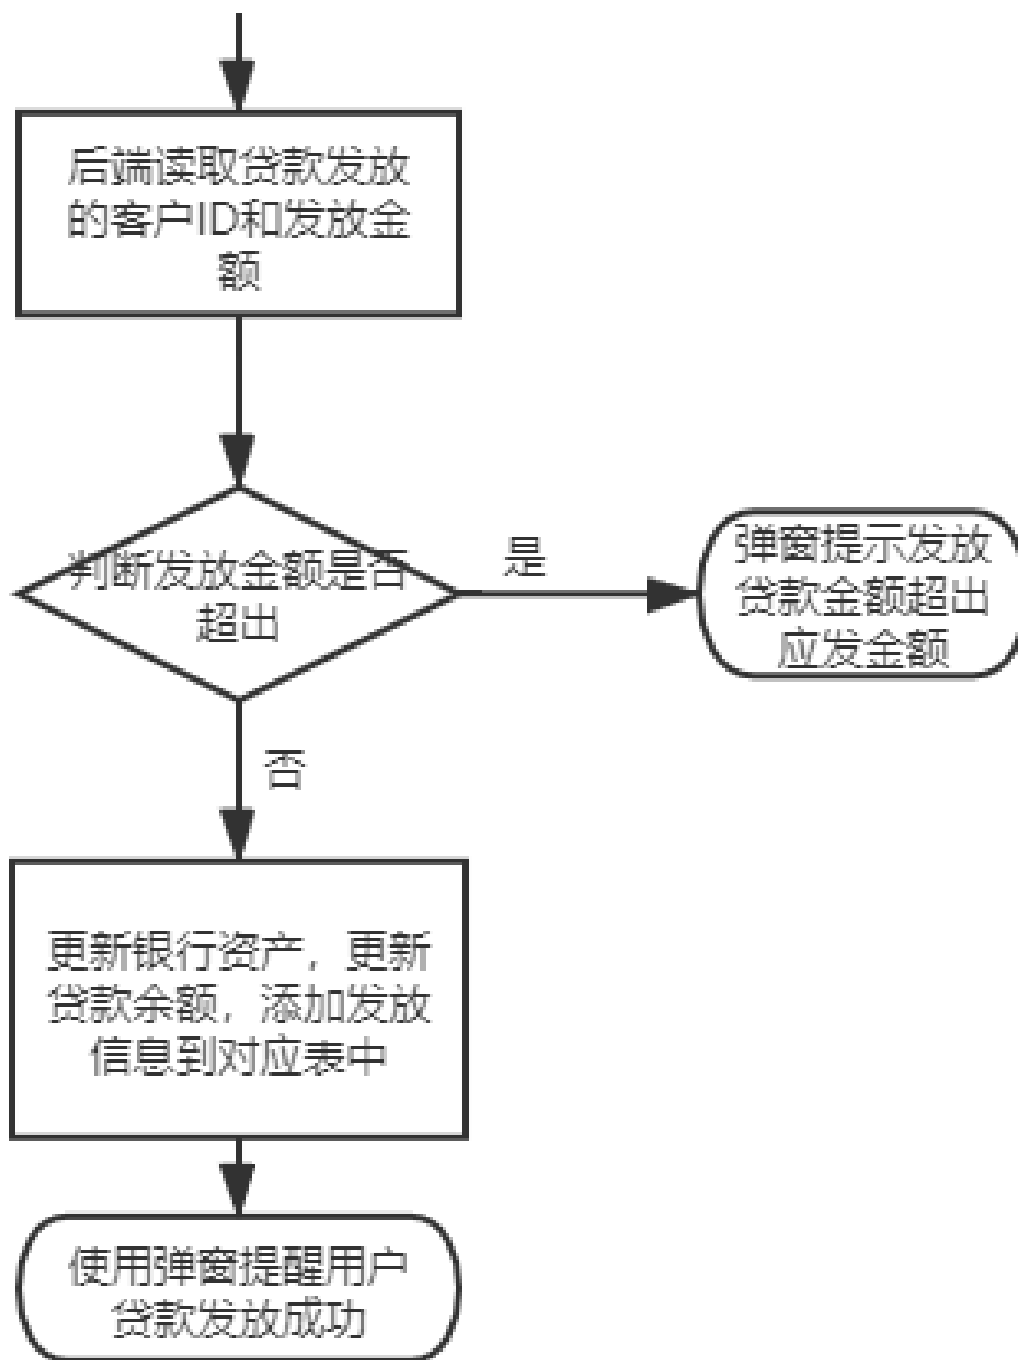 后端读取贷款发放
的客户ID和发放金
额
判断发放金额是否
超出
是
弹窗提示发放
贷款金额超出
应发金额
否
更新银行资产，更新
贷款余额，添加发放
信息到对应表中
使用弹窗提醒用户
贷款发放成功